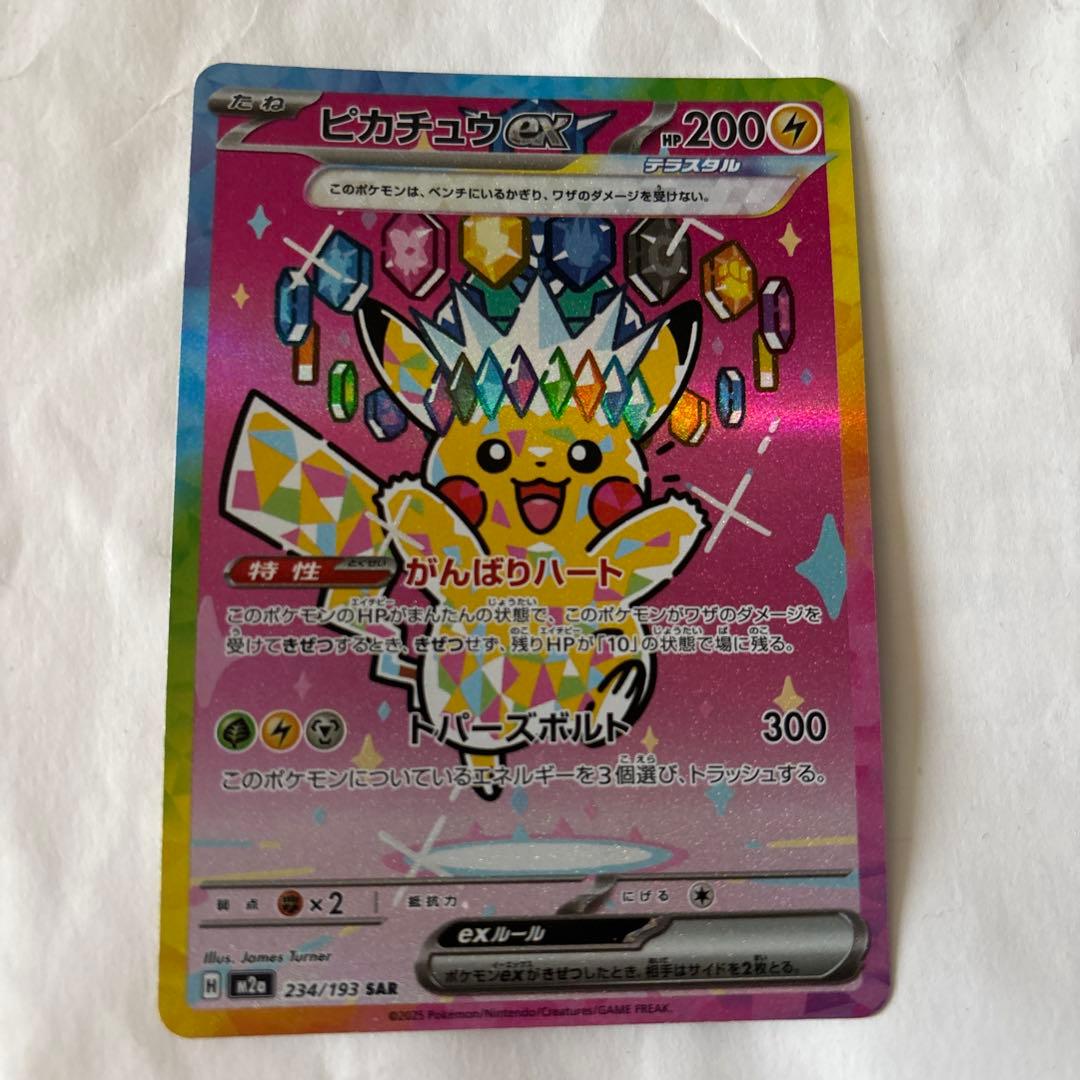 たね ピカチュウex HP200
テラスタル
このポケモンは、ベンチにいるかぎり、ワザのダメージを受けない。
特性 とくせい がんばりハート
このポケモンのHPがまんたんの状態で、このポケモンがワザのダメージを
受けてきぜつするとき、きぜつせず、残りHPが「10」の状態で場に残る。
トパーズボルト 300
このポケモンについているエネルギーを3個選び、トラッシュする。
弱点 ×2 抵抗力 にげる
exルール
ポケモンexがきぜつしたとき、相手はサイドを2枚とる。
Illus. James Turner
H m2a 234/193 SAR
©2025 Pokémon/Nintendo/Creatures/GAME FREAK.